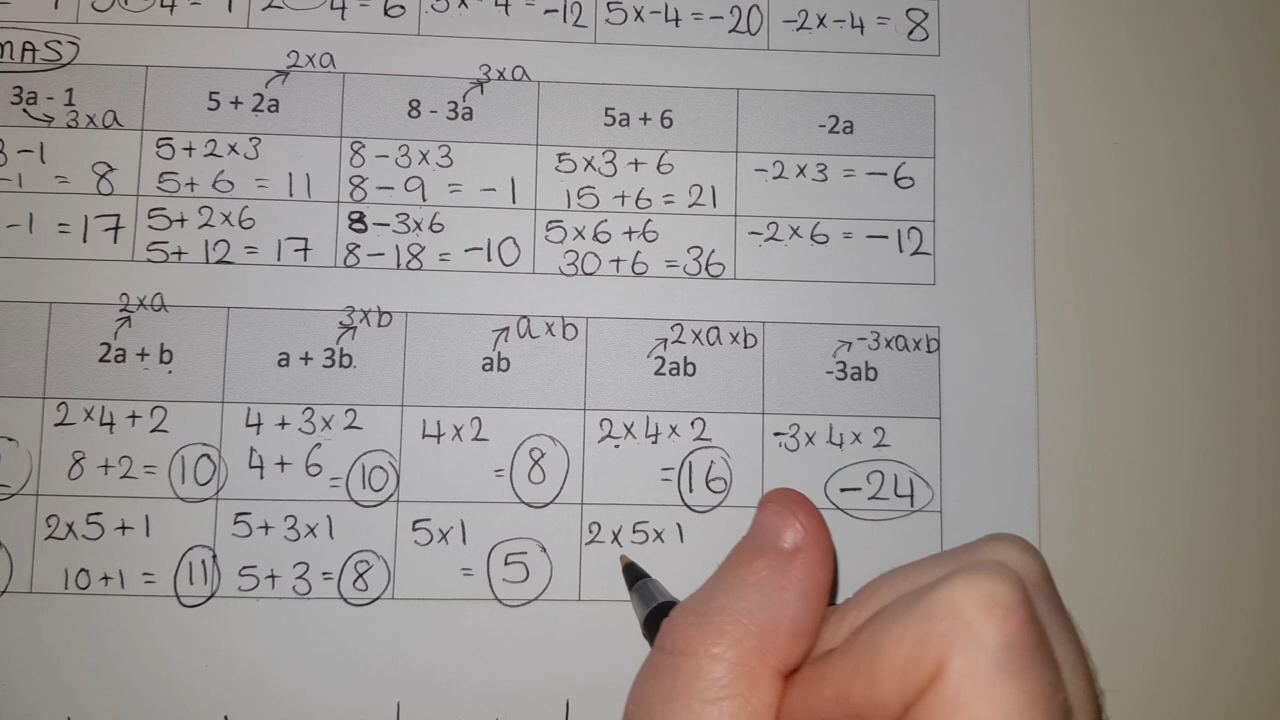 = 6
-12
5x-4 = -20
-2x-4 = 8
MAS)
2xa
3xa
3a - 1
3xa
5 + 2a
8 - 3a
5a + 6
-2a
3 -1
-1 = 8
5+2x3
5+6 = 11
8-3x3
8-9 = -1
5x3+6
15+6=21
-2x3=-6
-1 = 17
5+2x6
5+12=17
8-3x6
8-18=-10
5x6+6
30+6=36
-2x6=-12
2xa
3xb
axb
2xaxb
-3xaxb
2a + b
a + 3b
ab
2ab
-3ab
2x4+2
8+2=10
4+3x2
4+6=10
4x2
=8
2x4x2
=16
-3x4x2
-24
2x5+1
10+1=11
5+3x1
5+3=8
5x1
=5
2x5x1